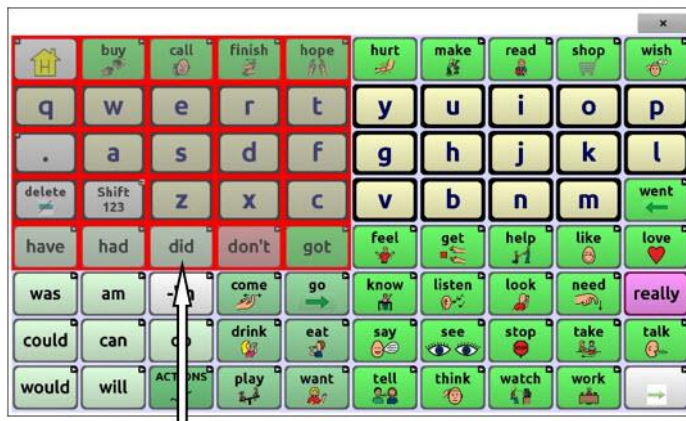 ×
buy call finish hope hurt make read shop wish
q w e r t y u i o p
. a s d f g h j k l
delete Shift 123 z x c v b n m went
have had did don't got feel get help like love
was am come go know listen look need really
could can drink eat say see stop take talk
would will play want tell think watch work